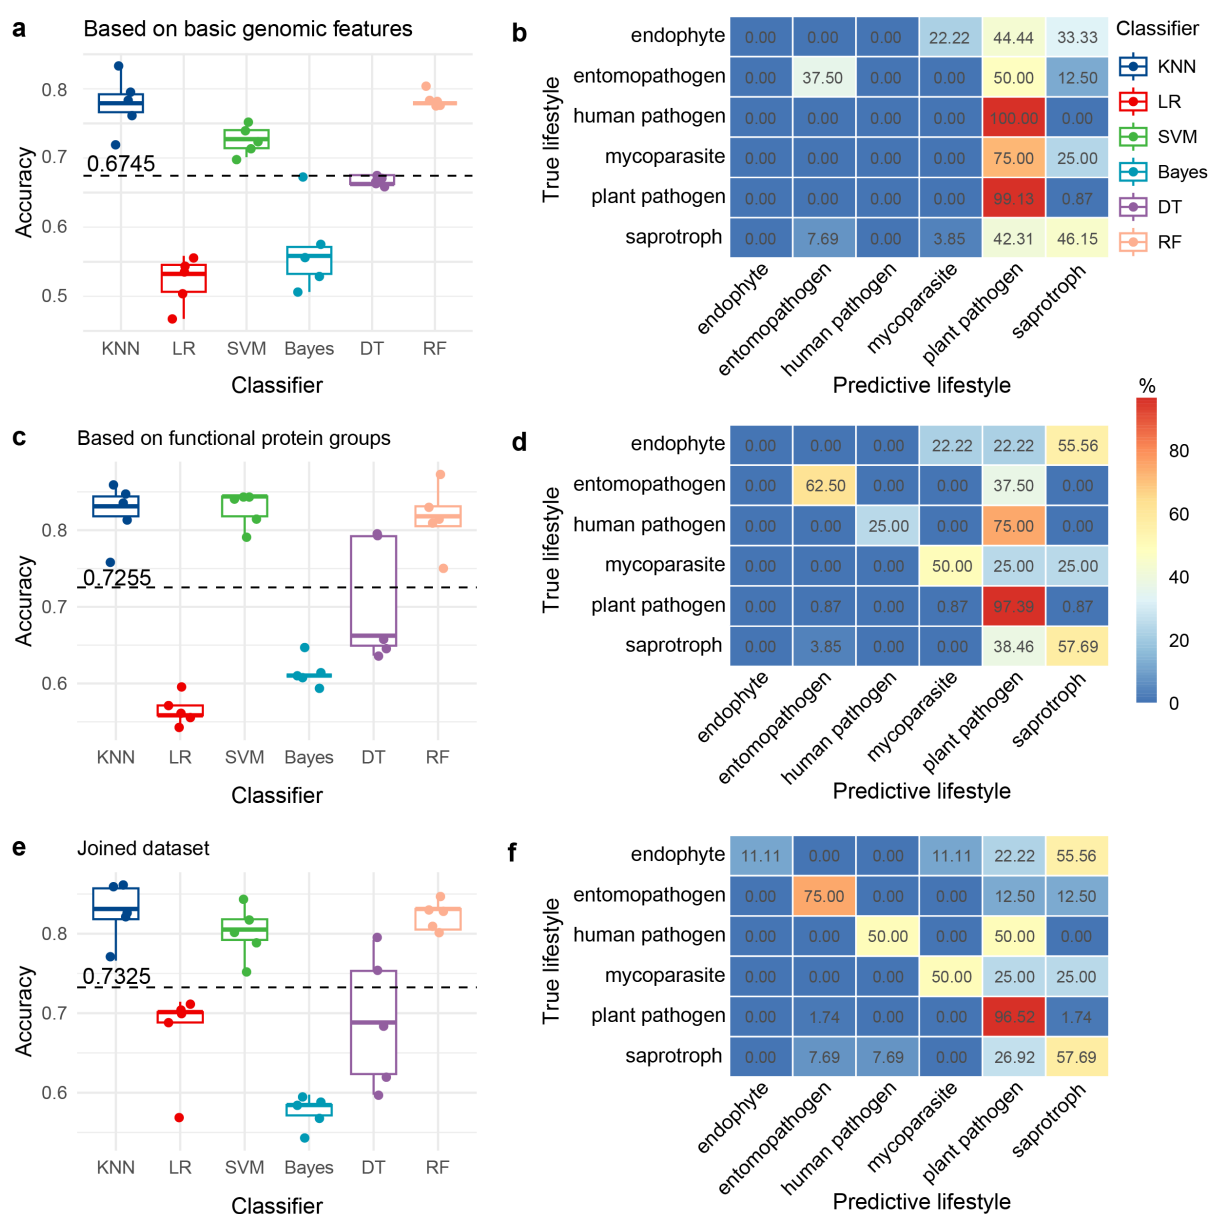 a
Based on basic genomic features
Accuracy
0.8
0.7
0.6
0.5
0.6745
KNN LR SVM Bayes DT RF
Classifier
b
True lifestyle
endophyte 0.00 0.00 0.00 22.22 44.44 33.33
entomopathogen 0.00 37.50 0.00 0.00 50.00 12.50
human pathogen 0.00 0.00 0.00 0.00 100.00 0.00
mycoparasite 0.00 0.00 0.00 0.00 75.00 25.00
plant pathogen 0.00 0.00 0.00 0.00 99.13 0.87
saprotroph 0.00 7.69 0.00 3.85 42.31 46.15
endophyte entomopathogen human pathogen mycoparasite plant pathogen saprotroph
Predictive lifestyle
Classifier
KNN
LR
SVM
Bayes
DT
RF
c
Based on functional protein groups
Accuracy
0.8
0.7
0.6
0.7255
KNN LR SVM Bayes DT RF
Classifier
d
True lifestyle
endophyte 0.00 0.00 0.00 22.22 22.22 55.56
entomopathogen 0.00 62.50 0.00 0.00 37.50 0.00
human pathogen 0.00 0.00 25.00 0.00 75.00 0.00
mycoparasite 0.00 0.00 0.00 50.00 25.00 25.00
plant pathogen 0.00 0.87 0.00 0.87 97.39 0.87
saprotroph 0.00 3.85 0.00 0.00 38.46 57.69
endophyte entomopathogen human pathogen mycoparasite plant pathogen saprotroph
Predictive lifestyle
%
80
60
40
20
0
e
Joined dataset
Accuracy
0.8
0.7
0.6
0.7325
KNN LR SVM Bayes DT RF
Classifier
f
True lifestyle
endophyte 11.11 0.00 0.00 11.11 22.22 55.56
entomopathogen 0.00 75.00 0.00 0.00 12.50 12.50
human pathogen 0.00 0.00 50.00 0.00 50.00 0.00
mycoparasite 0.00 0.00 0.00 50.00 25.00 25.00
plant pathogen 0.00 1.74 0.00 0.00 96.52 1.74
saprotroph 0.00 7.69 7.69 0.00 26.92 57.69
endophyte entomopathogen human pathogen mycoparasite plant pathogen saprotroph
Predictive lifestyle